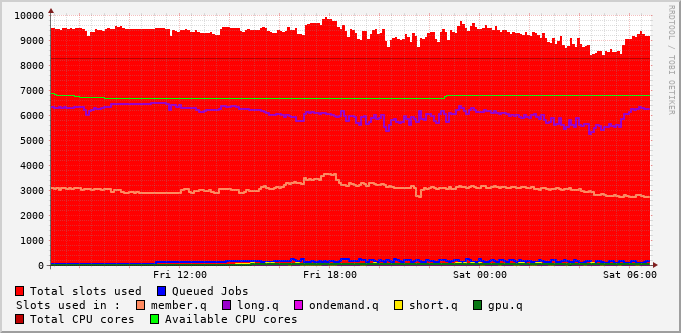 10000
9000
8000
7000
6000
5000
4000
3000
2000
1000
0
Fri 12:00 Fri 18:00 Sat 00:00 Sat 06:00
Total slots used Queued Jobs
Slots used in : member.q long.q ondemand.q short.q gpu.q
Total CPU cores Available CPU cores
RRDTOOL / TOBI OETIKER